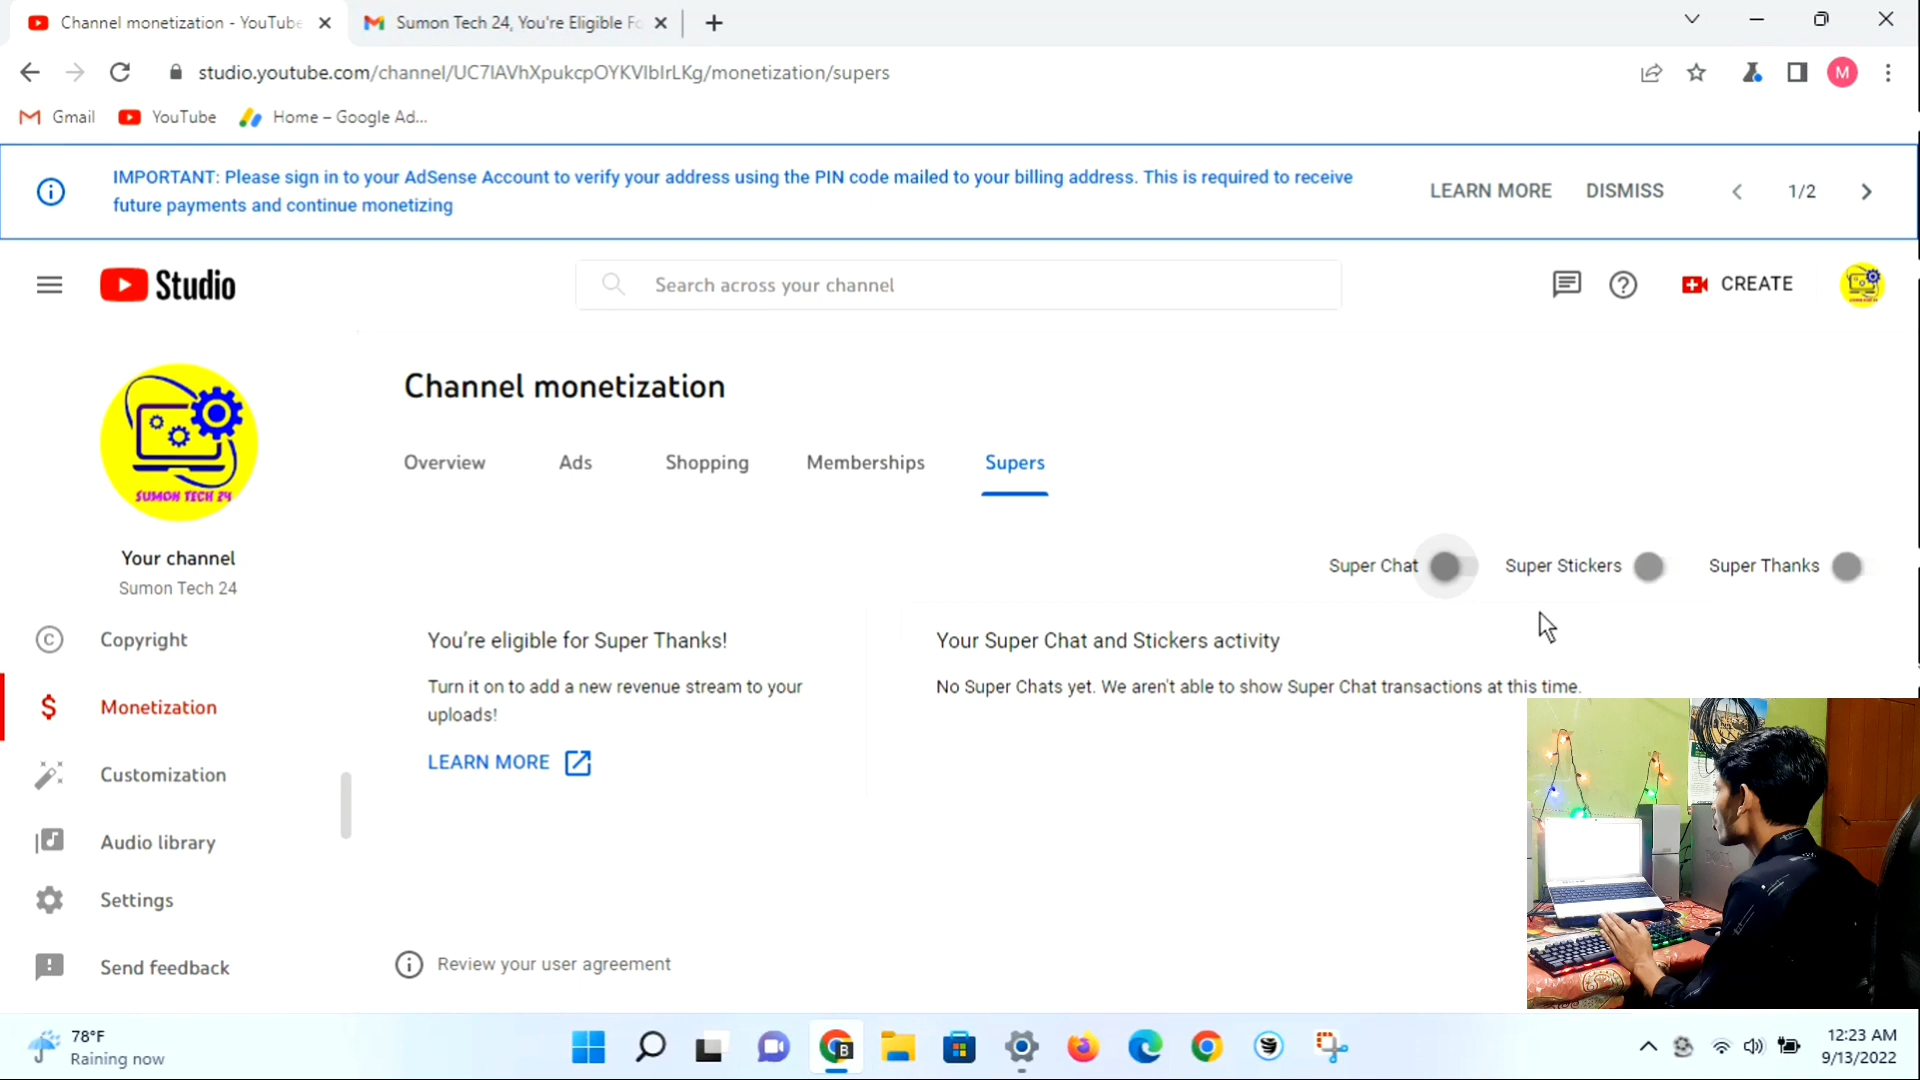 Channel monetization - YouTube
Sumon Tech 24, You're Eligible Fo
studio.youtube.com/channel/UC7IAVhXpukcpOYKVIbIrLKg/monetization/supers
M
Gmail
YouTube
Home – Google Ad...
IMPORTANT: Please sign in to your AdSense Account to verify your address using the PIN code mailed to your billing address. This is required to receive
future payments and continue monetizing
LEARN MORE
DISMISS
1/2
Studio
Search across your channel
CREATE
SUMON TECH 24
Your channel
Sumon Tech 24
Copyright
Monetization
Customization
Audio library
Settings
Send feedback
Channel monetization
Overview
Ads
Shopping
Memberships
Supers
Super Chat
Super Stickers
Super Thanks
You're eligible for Super Thanks!
Turn it on to add a new revenue stream to your
uploads!
LEARN MORE
Your Super Chat and Stickers activity
No Super Chats yet. We aren't able to show Super Chat transactions at this time.
Review your user agreement
78°F
Raining now
B
12:23 AM
9/13/2022